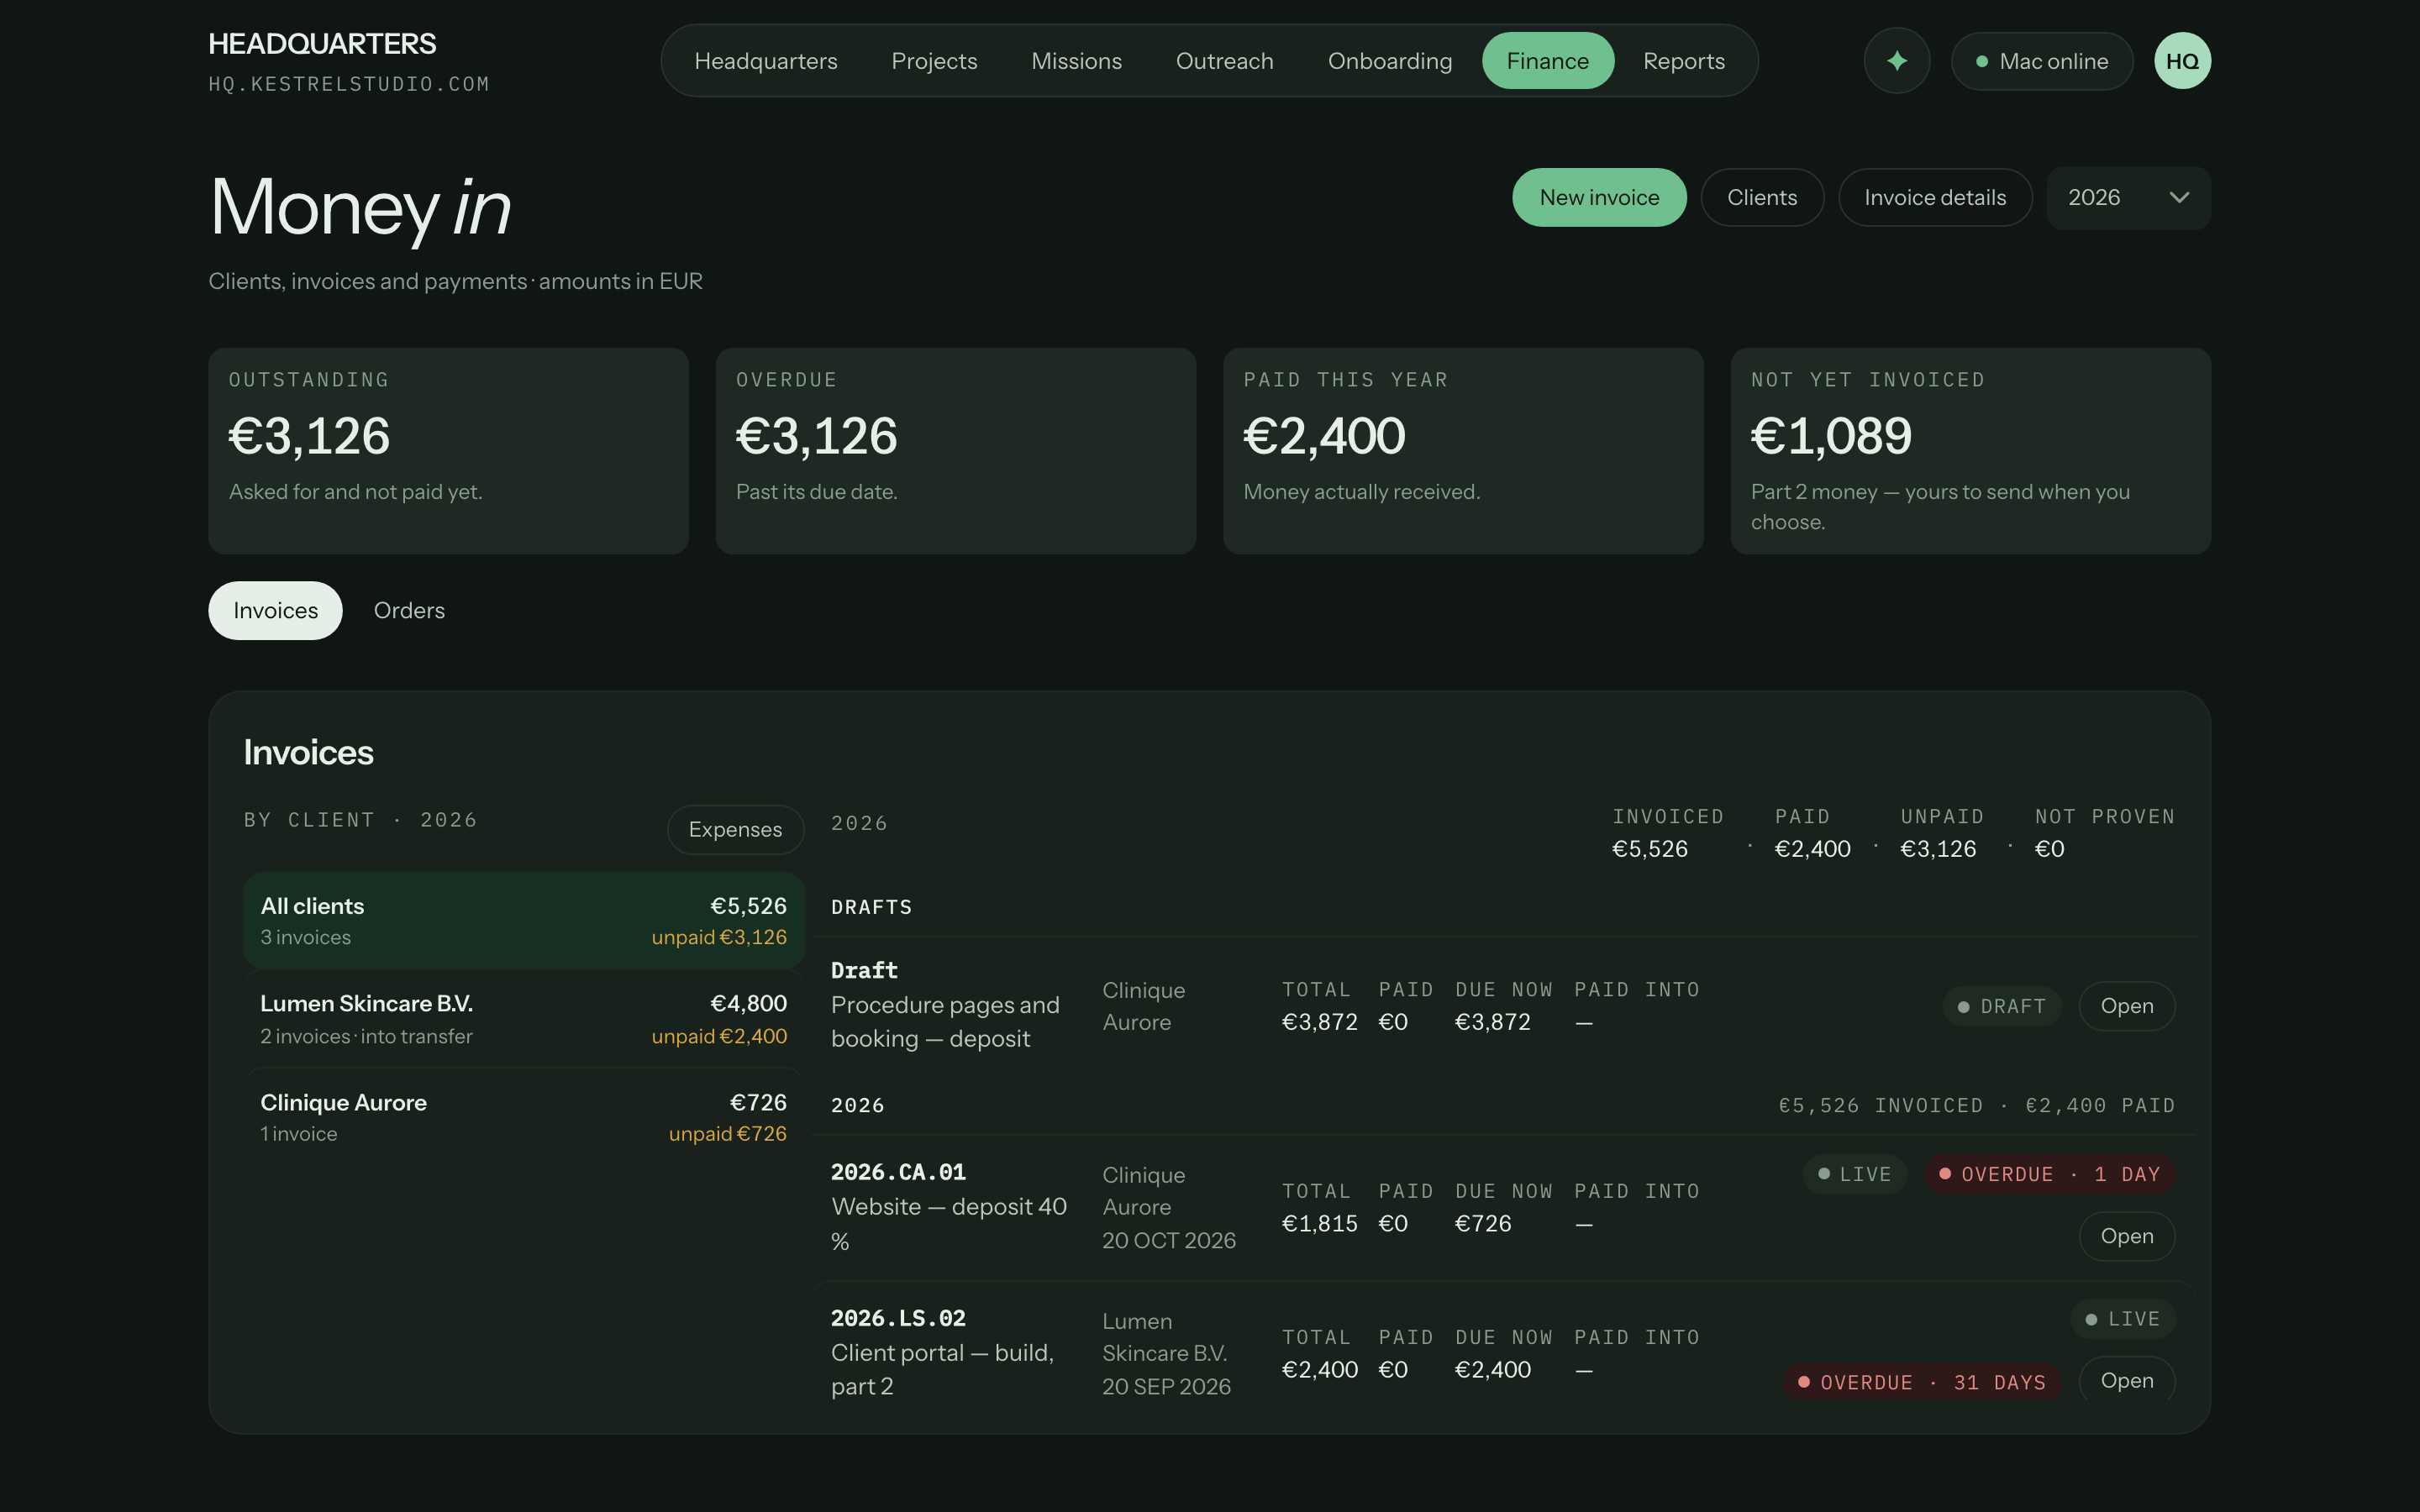 HEADQUARTERS
HQ.KESTRELSTUDIO.COM
Headquarters Projects Missions Outreach Onboarding Finance Reports
Mac online
HQ
Money in
New invoice Clients Invoice details 2026
Clients, invoices and payments · amounts in EUR
OUTSTANDING
€3,126
Asked for and not paid yet.
OVERDUE
€3,126
Past its due date.
PAID THIS YEAR
€2,400
Money actually received.
NOT YET INVOICED
€1,089
Part 2 money — yours to send when you
choose.
Invoices Orders
Invoices
BY CLIENT · 2026 Expenses
All clients €5,526
3 invoices unpaid €3,126
Lumen Skincare B.V. €4,800
2 invoices · into transfer unpaid €2,400
Clinique Aurore €726
1 invoice unpaid €726
2026
INVOICED PAID UNPAID NOT PROVEN
€5,526 · €2,400 · €3,126 · €0
DRAFTS
Draft
Procedure pages and
booking — deposit
Clinique
Aurore
TOTAL PAID DUE NOW PAID INTO
€3,872 €0 €3,872 —
DRAFT Open
2026 €5,526 INVOICED · €2,400 PAID
2026.CA.01
Website — deposit 40
%
Clinique
Aurore
20 OCT 2026
TOTAL PAID DUE NOW PAID INTO
€1,815 €0 €726 —
LIVE OVERDUE · 1 DAY
Open
2026.LS.02
Client portal — build,
part 2
Lumen
Skincare B.V.
20 SEP 2026
TOTAL PAID DUE NOW PAID INTO
€2,400 €0 €2,400 —
LIVE
OVERDUE · 31 DAYS Open